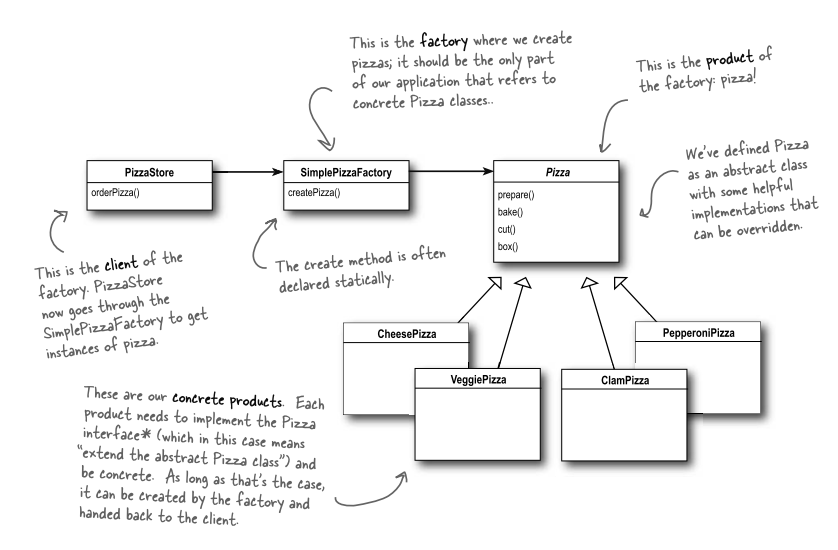 This is the factory where we create
pizzas; it should be the only part
of our application that refers to
concrete Pizza classes..
This is the product of
the factory: pizza!
We've defined Pizza
as an abstract class
with some helpful
implementations that
can be overridden.
PizzaStore
orderPizza()
SimplePizzaFactory
createPizza()
Pizza
prepare()
bake()
cut()
box()
This is the client of the
factory. PizzaStore
now goes through the
SimplePizzaFactory to get
instances of pizza.
The create method is often
declared statically.
CheesePizza
VeggiePizza
ClamPizza
PepperoniPizza
These are our concrete products. Each
product needs to implement the Pizza
interface* (which in this case means
"extend the abstract Pizza class") and
be concrete. As long as that's the case,
it can be created by the factory and
handed back to the client.